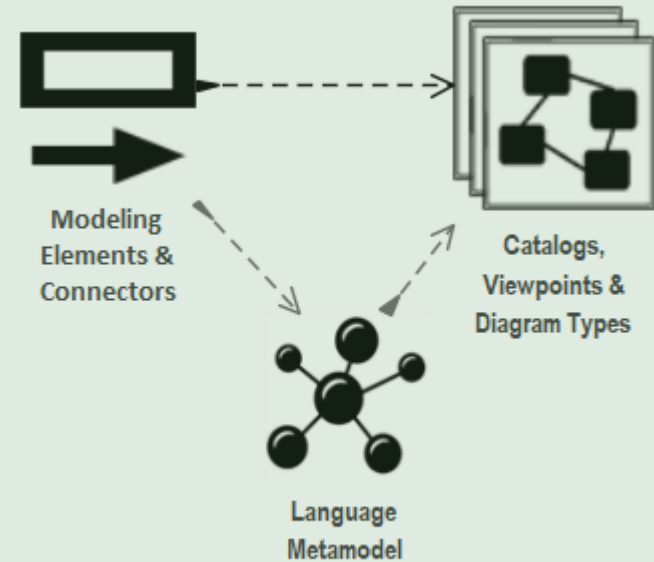 Modeling
Elements &
Connectors
Catalogs,
Viewpoints &
Diagram Types
Language
Metamodel